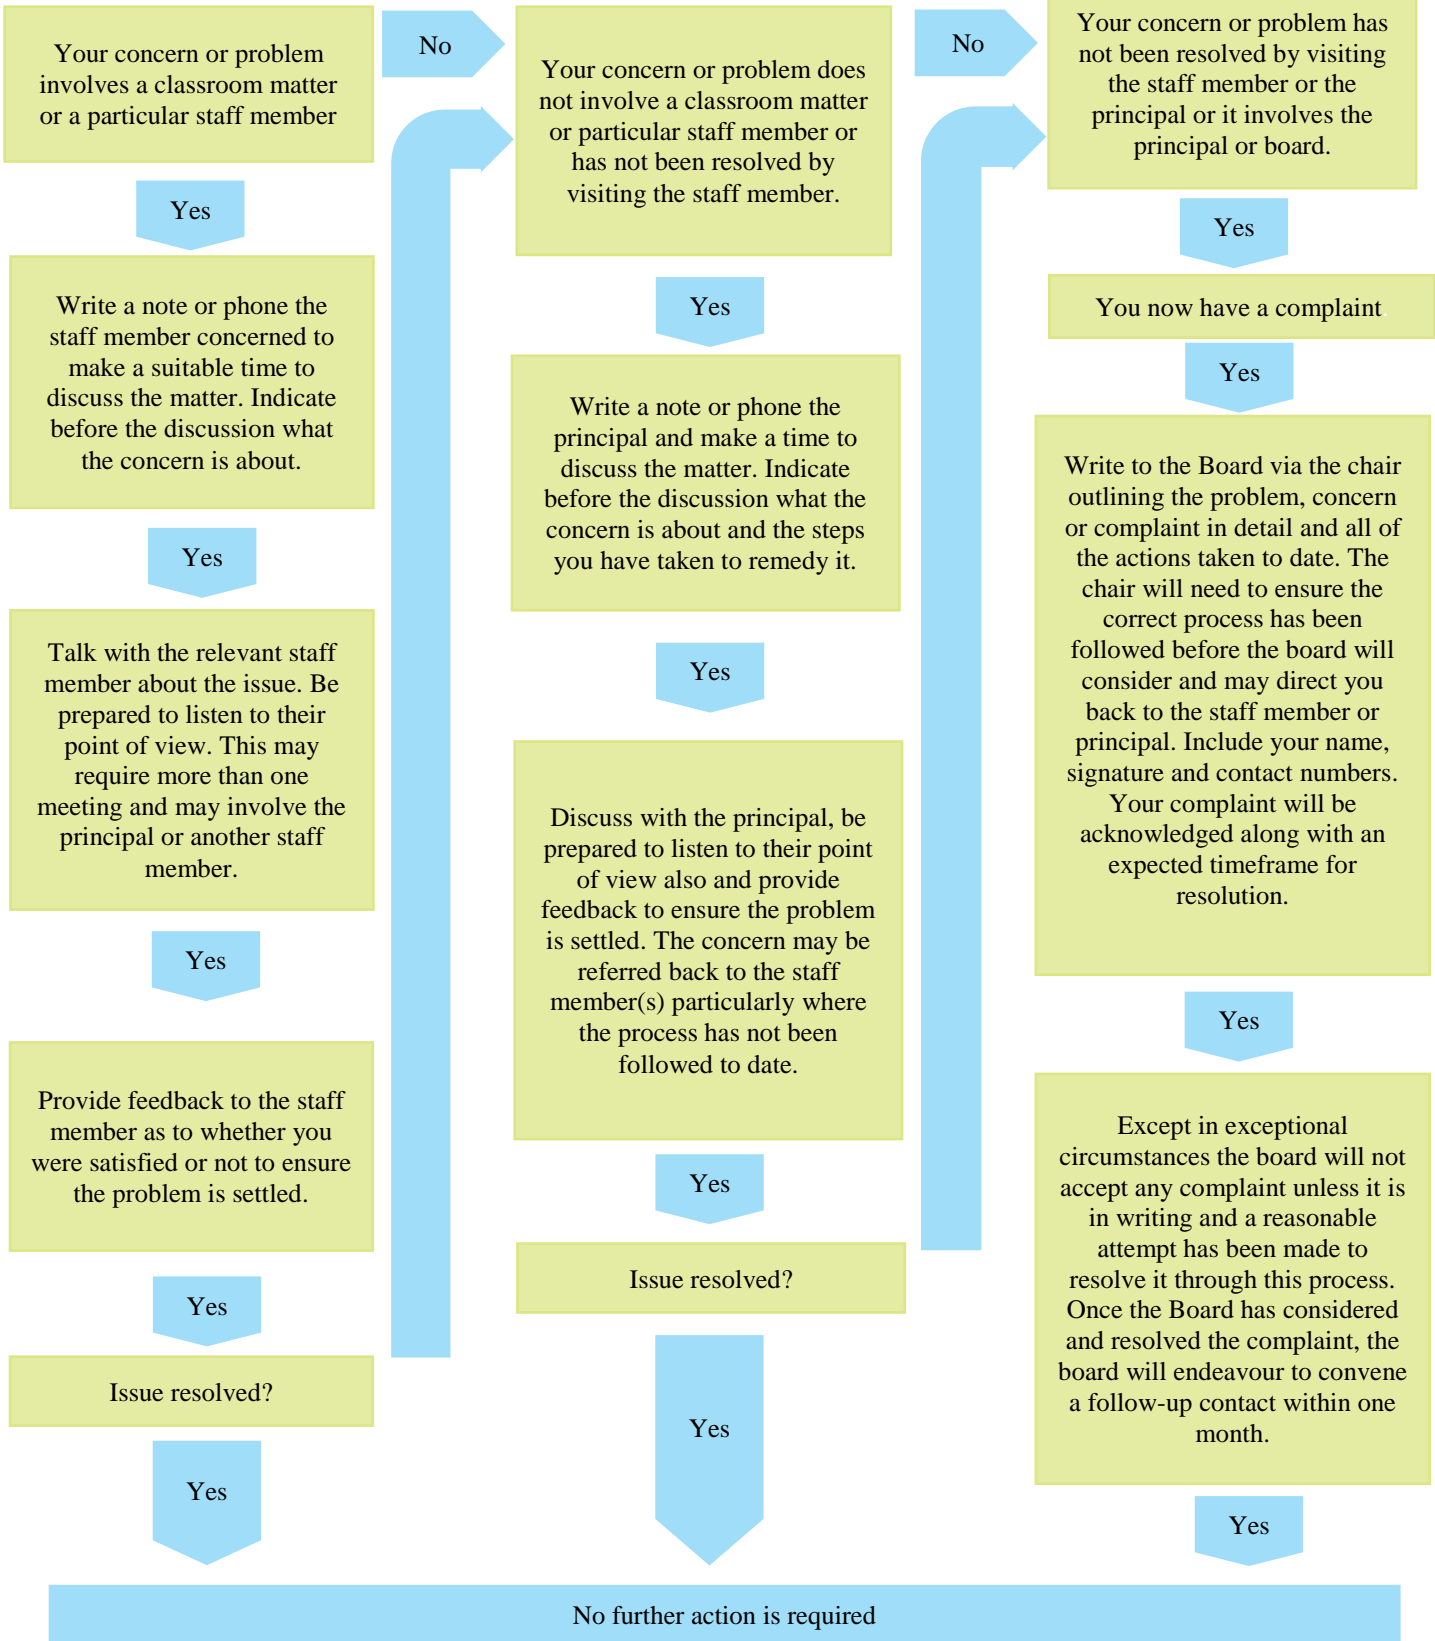 Your concern or problem
involves a classroom matter
or a particular staff member
Yes
Write a note or phone the
staff member concerned to
make a suitable time to
discuss the matter. Indicate
before the discussion what
the concern is about.
Yes
Talk with the relevant staff
member about the issue. Be
prepared to listen to their
point of view. This may
require more than one
meeting and may involve the
principal or another staff
member.
Yes
Provide feedback to the staff
member as to whether you
were satisfied or not to ensure
the problem is settled.
Yes
Issue resolved?
Yes
No
Your concern or problem does
not involve a classroom matter
or particular staff member or
has not been resolved by
visiting the staff member.
Yes
Write a note or phone the
principal and make a time to
discuss the matter. Indicate
before the discussion what the
concern is about and the steps
you have taken to remedy it.
Yes
Discuss with the principal, be
prepared to listen to their point
of view also and provide
feedback to ensure the problem
is settled. The concern may be
referred back to the staff
member(s) particularly where
the process has not been
followed to date.
Yes
Issue resolved?
Yes
No
Your concern or problem has
not been resolved by visiting
the staff member or the
principal or it involves the
principal or board.
Yes
You now have a complaint.
Yes
Write to the Board via the chair
outlining the problem, concern
or complaint in detail and all of
the actions taken to date. The
chair will need to ensure the
correct process has been
followed before the board will
consider and may direct you
back to the staff member or
principal. Include your name,
signature and contact numbers.
Your complaint will be
acknowledged along with an
expected timeframe for
resolution.
Yes
Except in exceptional
circumstances the board will not
accept any complaint unless it is
in writing and a reasonable
attempt has been made to
resolve it through this process.
Once the Board has considered
and resolved the complaint, the
board will endeavour to convene
a follow-up contact within one
month.
Yes
No further action is required